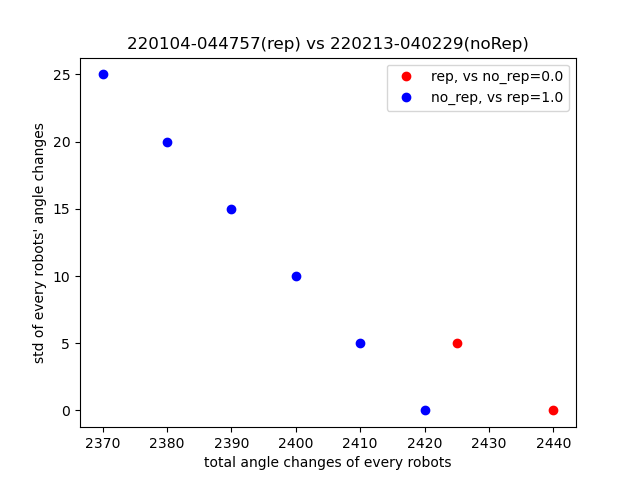 220104-044757(rep) vs 220213-040229(noRep)
rep, vs no_rep=0.0
no_rep, vs rep=1.0
std of every robots' angle changes
25
20
15
10
5
0
2370 2380 2390 2400 2410 2420 2430 2440
total angle changes of every robots